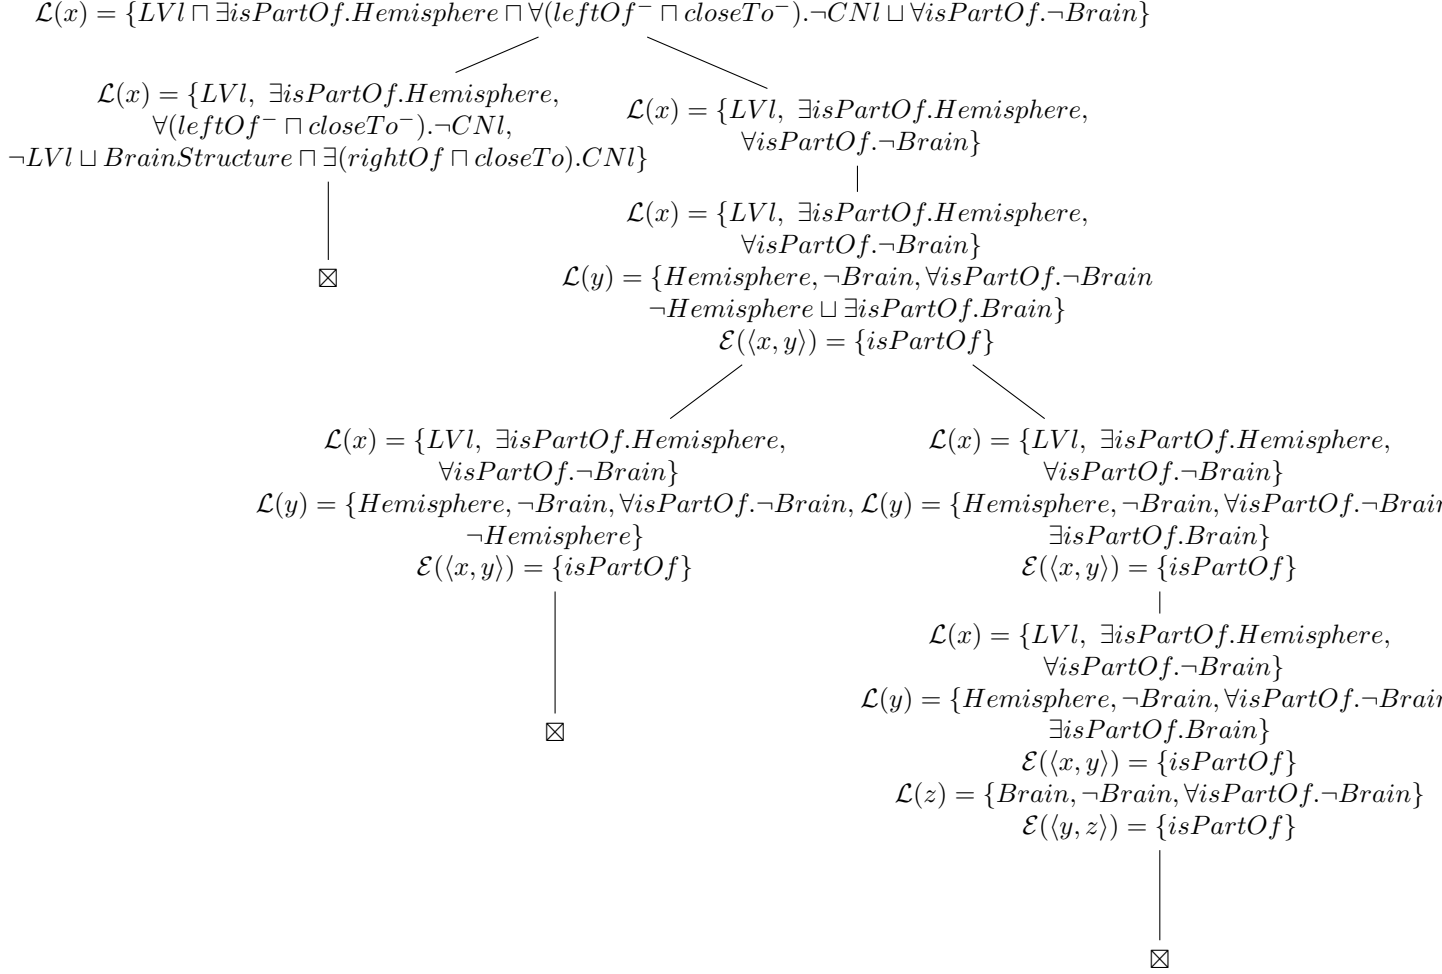 ℒ(x) = {LVl ⊓ ∃isPartOf.Hemisphere ⊓ ∀(leftOf⁻ ⊓ closeTo⁻).¬CNl ⊔ ∀isPartOf.¬Brain}
ℒ(x) = {LVl, ∃isPartOf.Hemisphere,
∀(leftOf⁻ ⊓ closeTo⁻).¬CNl,
¬LVl ⊔ BrainStructure ⊓ ∃(rightOf ⊓ closeTo).CNl}
⊠
ℒ(x) = {LVl, ∃isPartOf.Hemisphere,
∀isPartOf.¬Brain}
ℒ(x) = {LVl, ∃isPartOf.Hemisphere,
∀isPartOf.¬Brain}
ℒ(y) = {Hemisphere, ¬Brain, ∀isPartOf.¬Brain
¬Hemisphere ⊔ ∃isPartOf.Brain}
ℰ(⟨x, y⟩) = {isPartOf}
ℒ(x) = {LVl, ∃isPartOf.Hemisphere,
∀isPartOf.¬Brain}
ℒ(y) = {Hemisphere, ¬Brain, ∀isPartOf.¬Brain,
¬Hemisphere}
ℰ(⟨x, y⟩) = {isPartOf}
⊠
ℒ(x) = {LVl, ∃isPartOf.Hemisphere,
∀isPartOf.¬Brain}
ℒ(y) = {Hemisphere, ¬Brain, ∀isPartOf.¬Brain
∃isPartOf.Brain}
ℰ(⟨x, y⟩) = {isPartOf}
ℒ(x) = {LVl, ∃isPartOf.Hemisphere,
∀isPartOf.¬Brain}
ℒ(y) = {Hemisphere, ¬Brain, ∀isPartOf.¬Brain
∃isPartOf.Brain}
ℰ(⟨x, y⟩) = {isPartOf}
ℒ(z) = {Brain, ¬Brain, ∀isPartOf.¬Brain}
ℰ(⟨y, z⟩) = {isPartOf}
⊠